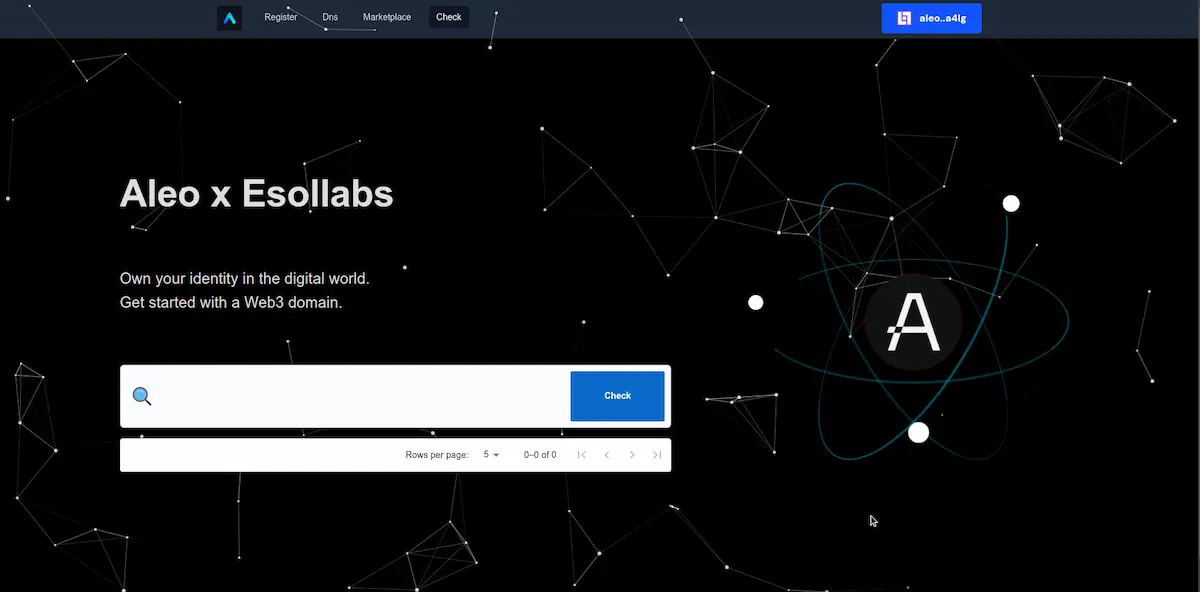 Register Dns Marketplace Check aleo..a4lg
Aleo x Esollabs
Own your identity in the digital world.
Get started with a Web3 domain.
Check
Rows per page: 5 0–0 of 0
A